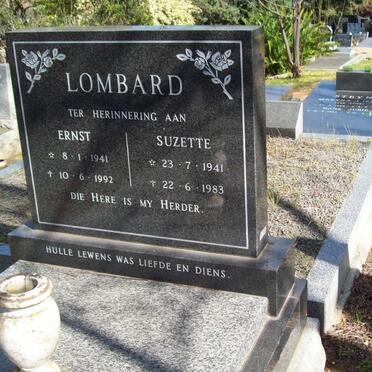 LOMBARD
TER HERINNERING AAN
ERNST SUZETTE
☆ 8-1-1941 ☆ 23-7-1941
✝ 10-6-1992 ✝ 22-6-1983
DIE HERE IS MY HERDER.
HULLE LEWENS WAS LIEFDE EN DIENS.